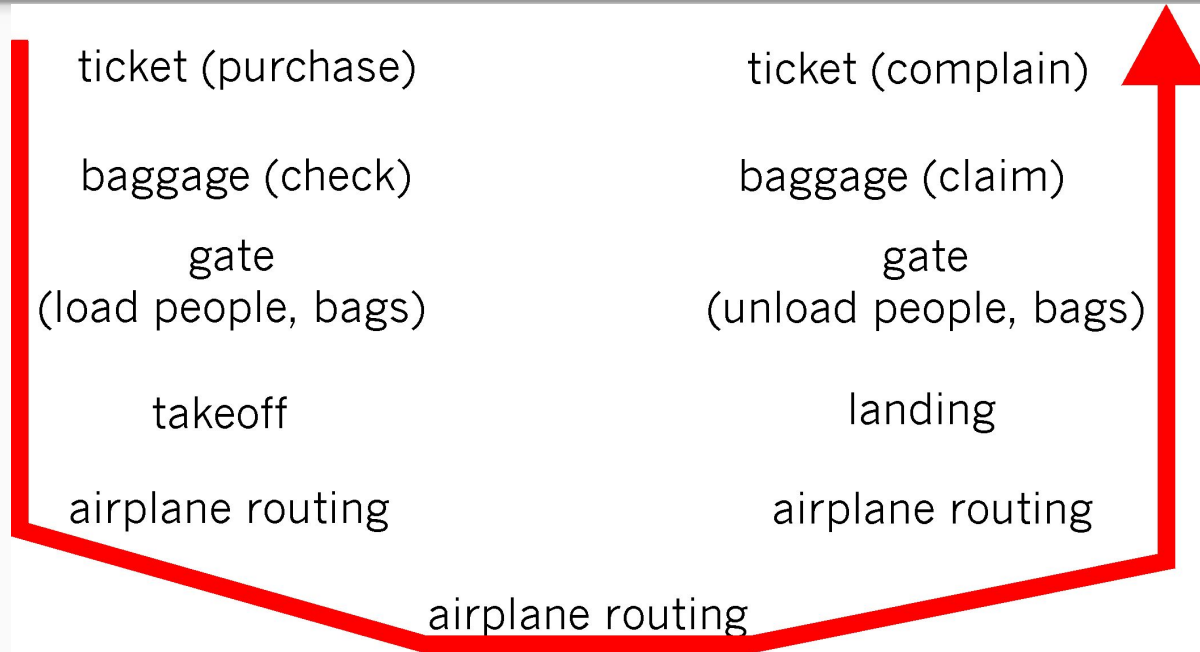 ticket (purchase)
ticket (complain)
baggage (check)
baggage (claim)
gate
(load people, bags)
gate
(unload people, bags)
takeoff
landing
airplane routing
airplane routing
airplane routing